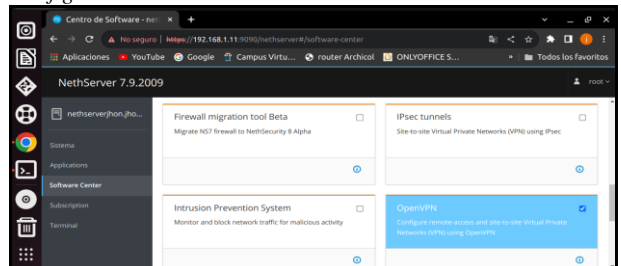 Centro de Software - net
No seguro | https://192.168.1.11:9090/nethserver#/software-center
Aplicaciones YouTube Google Campus Virtu... router Archicol ONLYOFFICE S... » Todos los favoritos
NethServer 7.9.2009 root
nethserverjhon.jho...
Sistema
Applications
Software Center
Subscription
Terminal
Firewall migration tool Beta
Migrate NS7 firewall to NethSecurity 8 Alpha
IPsec tunnels
Site-to-site Virtual Private Networks (VPN) using IPsec
Intrusion Prevention System
Monitor and block network traffic for malicious activity
OpenVPN
Configure remote-access and site-to-site Virtual Private
Networks (VPN) using OpenVPN